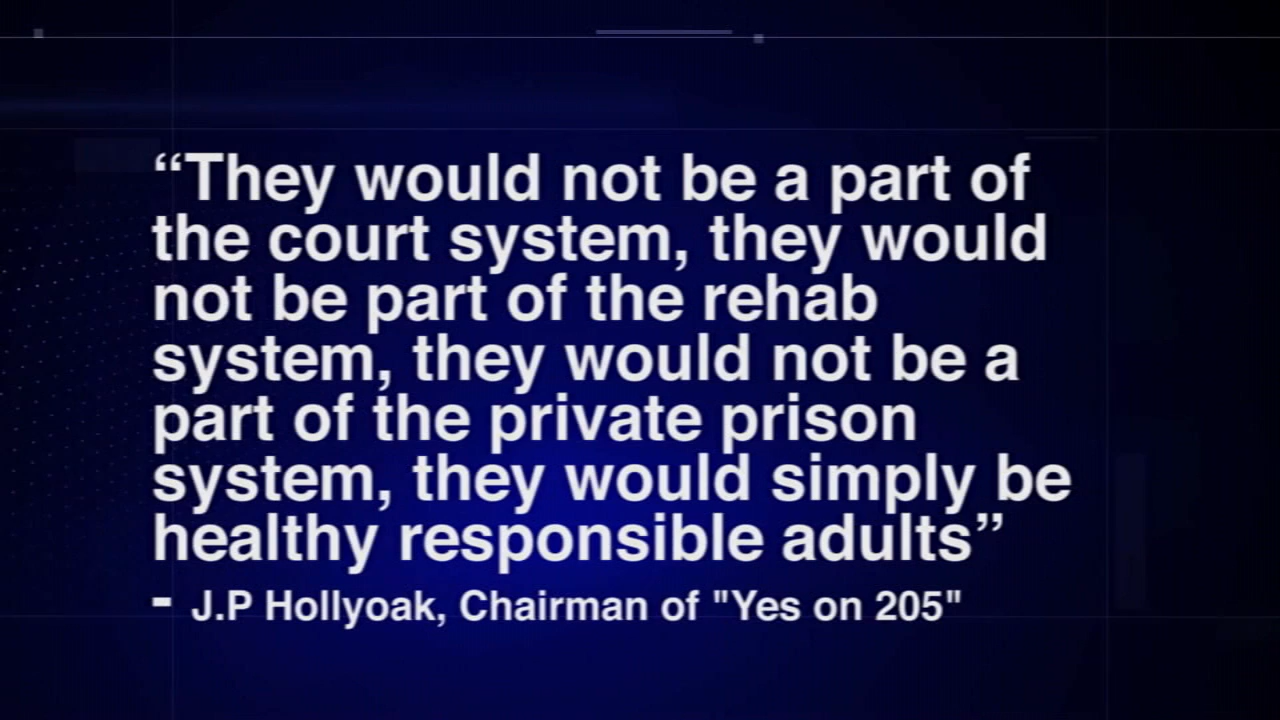 “They would not be a part of
the court system, they would
not be part of the rehab
system, they would not be a
part of the private prison
system, they would simply be
healthy responsible adults”
- J.P Hollyoak, Chairman of "Yes on 205"